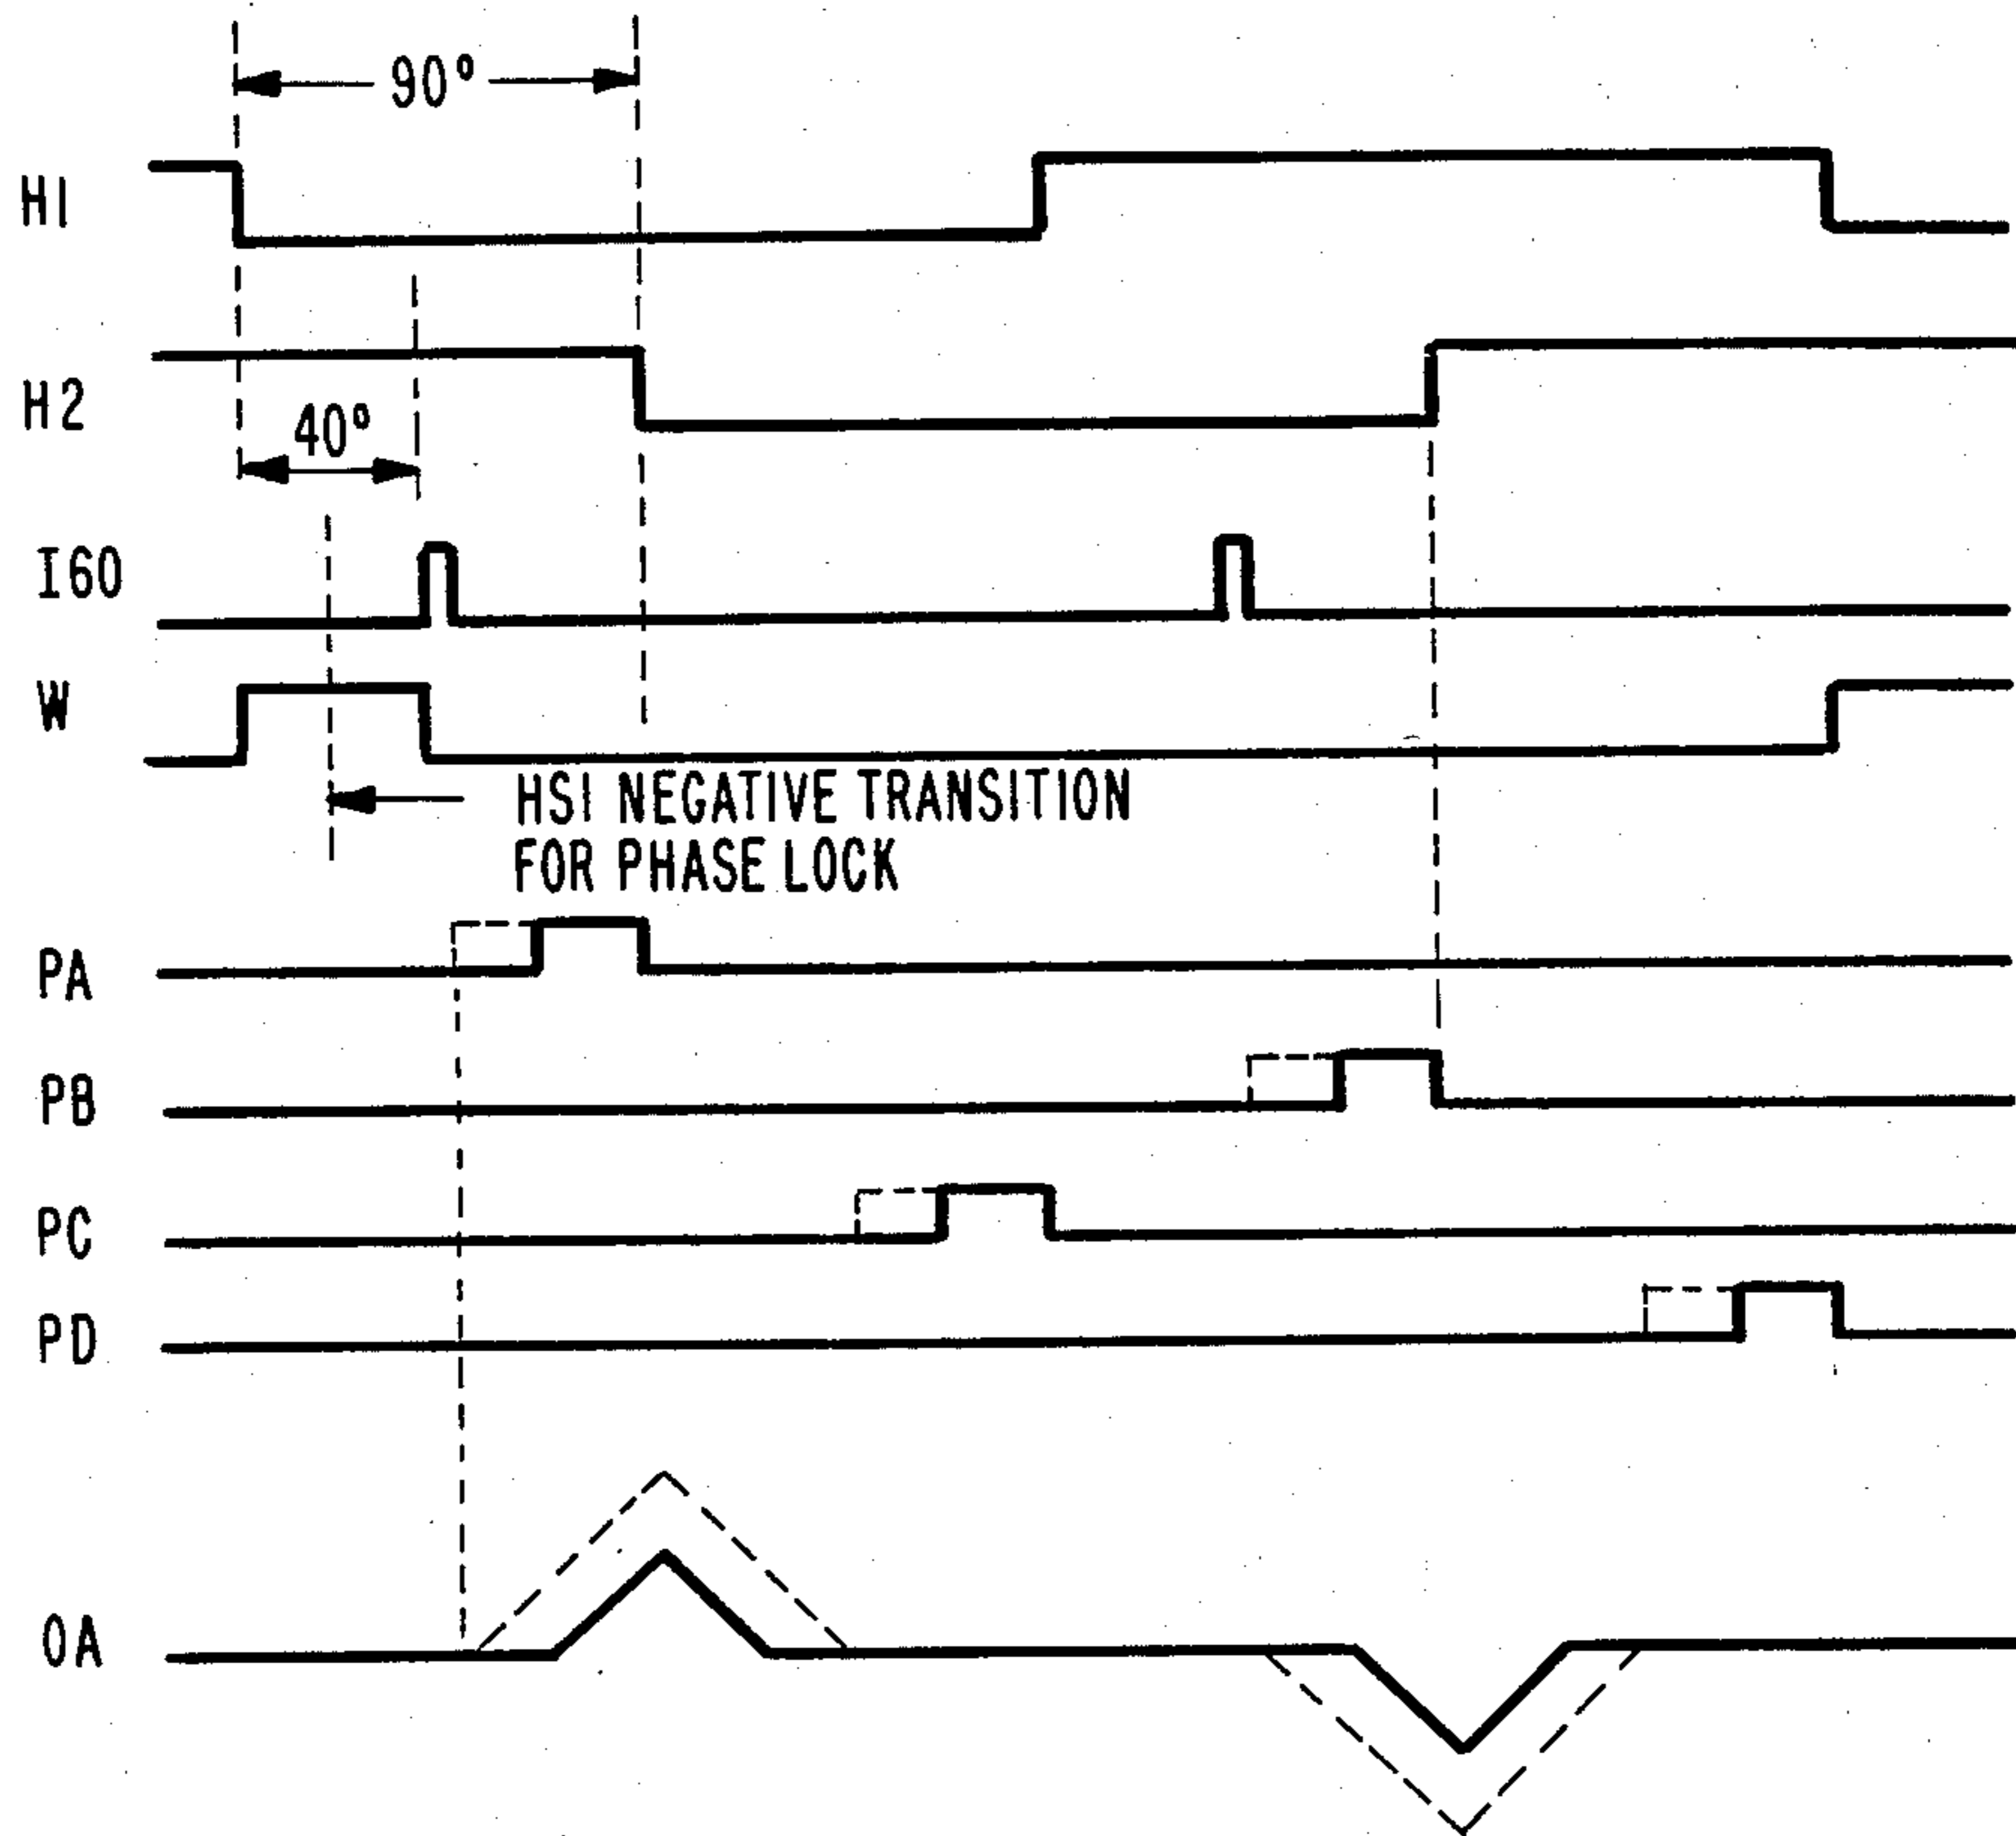 90°
H1
H2
40°
I60
W
HSI NEGATIVE TRANSITION
FOR PHASE LOCK
PA
PB
PC
PD
OA